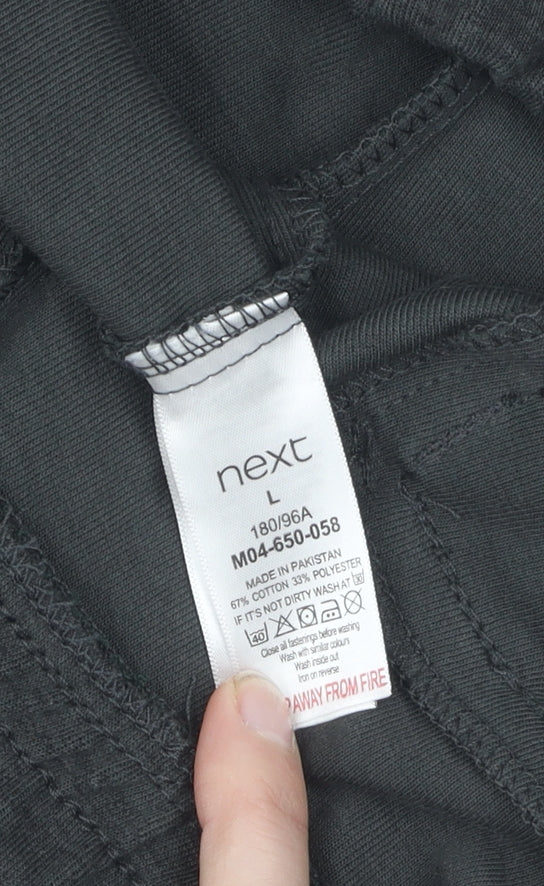 next
L
180/96A
M04-650-058
MADE IN PAKISTAN
67% COTTON 33% POLYESTER
IF IT'S NOT DIRTY WASH AT 30
40
Close all fastenings before washing
Wash with similar colours
Wash inside out
Iron on reverse
AWAY FROM FIRE